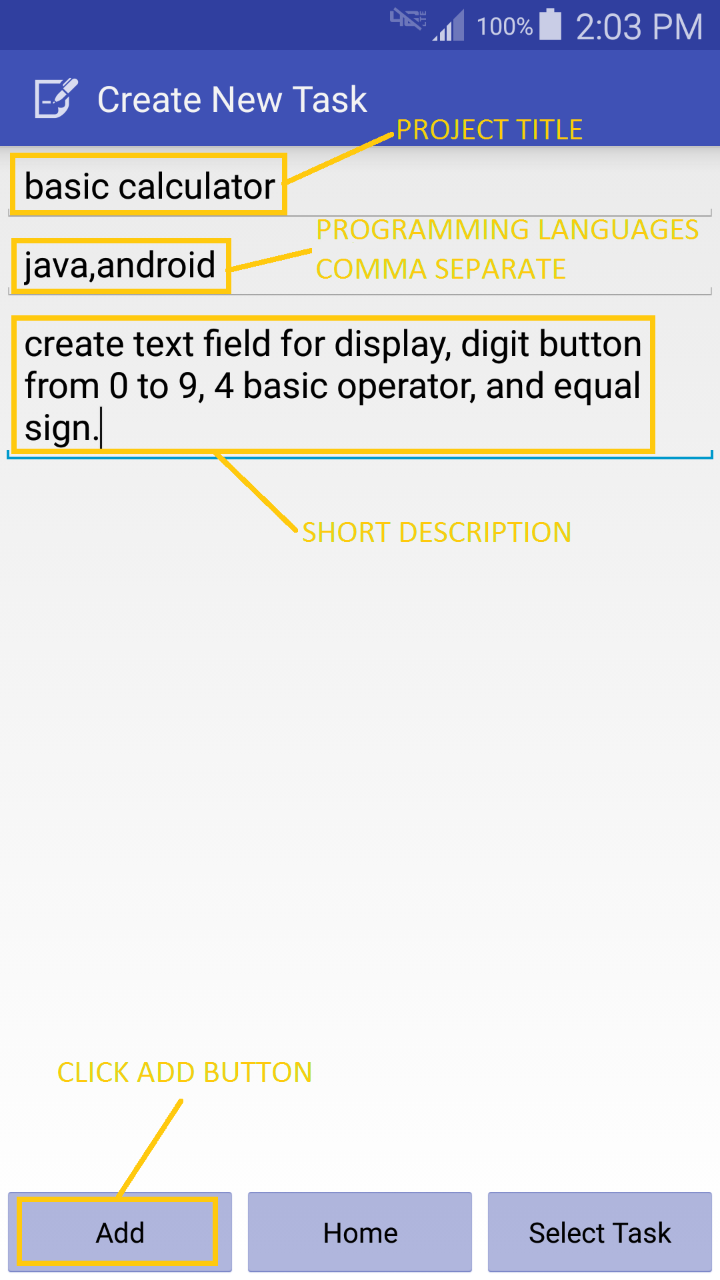 100% 2:03 PM
Create New Task
PROJECT TITLE
basic calculator
PROGRAMMING LANGUAGES
COMMA SEPARATE
java,android
create text field for display, digit button
from 0 to 9, 4 basic operator, and equal
sign.
SHORT DESCRIPTION
CLICK ADD BUTTON
Add Home Select Task